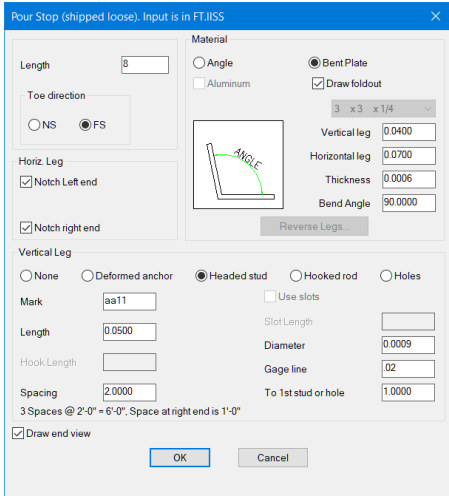 Pour Stop (shipped loose). Input is in FT.IISS
Length 8
Toe direction
NS FS
Horiz. Leg
Notch Left end
Notch right end
Material
Angle Bent Plate
Aluminum Draw foldout
3 x 3 x 1/4
ANGLE
Vertical leg 0.0400
Horizontal leg 0.0700
Thickness 0.0006
Bend Angle 90.0000
Reverse Legs...
Vertical Leg
None Deformed anchor Headed stud Hooked rod Holes
Mark aa11 Use slots
Length 0.0500 Slot Length
Hook Length Diameter 0.0009
Gage line .02
Spacing 2.0000 To 1st stud or hole 1.0000
3 Spaces @ 2'-0" = 6'-0", Space at right end is 1'-0"
Draw end view
OK Cancel